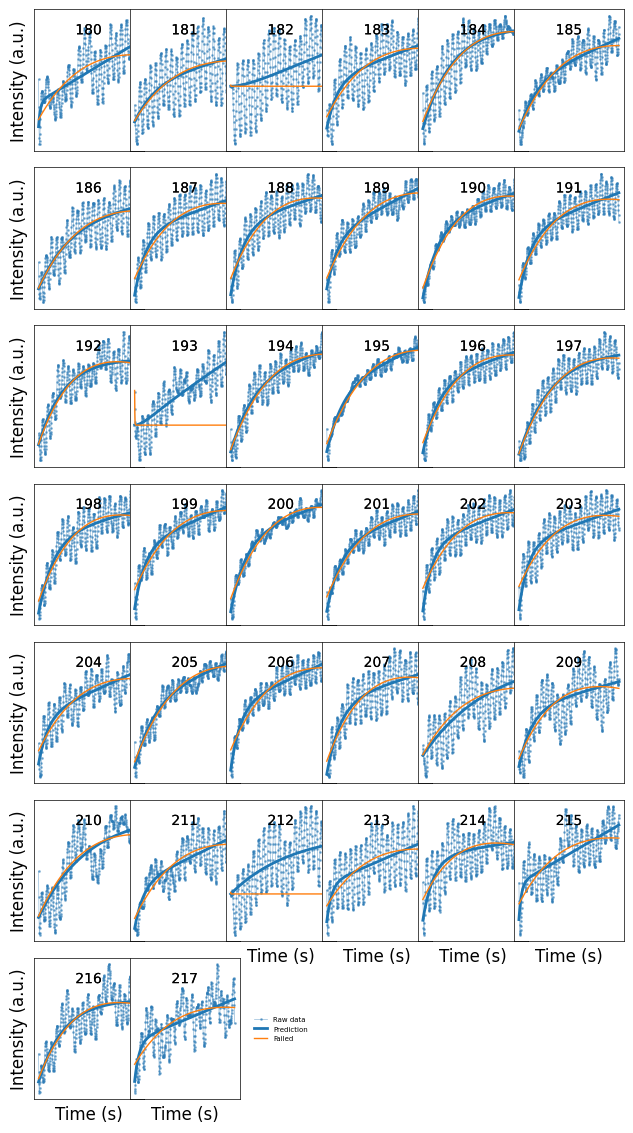 Intensity (a.u.) 180 181 182 183 184 185
Intensity (a.u.) 186 187 188 189 190 191
Intensity (a.u.) 192 193 194 195 196 197
Intensity (a.u.) 198 199 200 201 202 203
Intensity (a.u.) 204 205 206 207 208 209
Intensity (a.u.) 210 211 212 213 214 215
Time (s) Time (s) Time (s) Time (s)
Intensity (a.u.) 216 217
Raw data
Prediction
Failed
Time (s) Time (s)